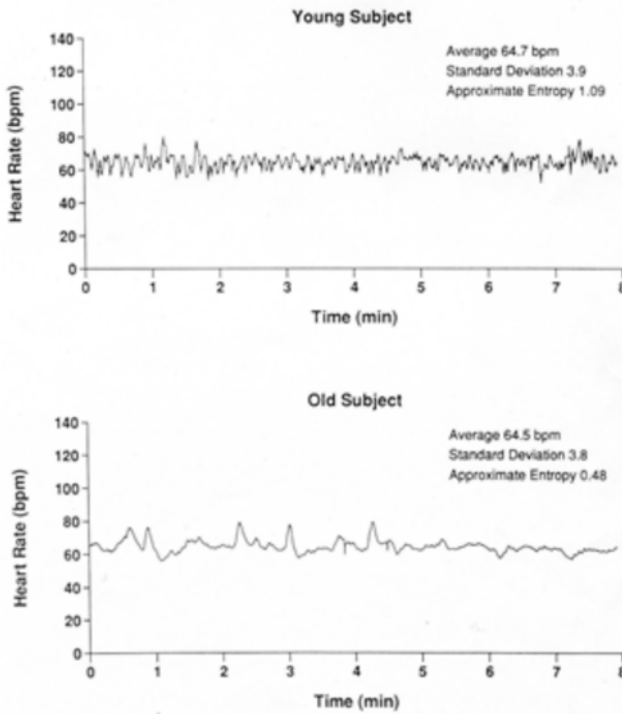 Young Subject
Average 64.7 bpm
Standard Deviation 3.9
Approximate Entropy 1.09
Heart Rate (bpm)
140
120
100
80
60
40
20
0
0 1 2 3 4 5 6 7 8
Time (min)
Old Subject
Average 64.5 bpm
Standard Deviation 3.8
Approximate Entropy 0.48
Heart Rate (bpm)
140
120
100
80
60
40
20
0
0 1 2 3 4 5 6 7 8
Time (min)